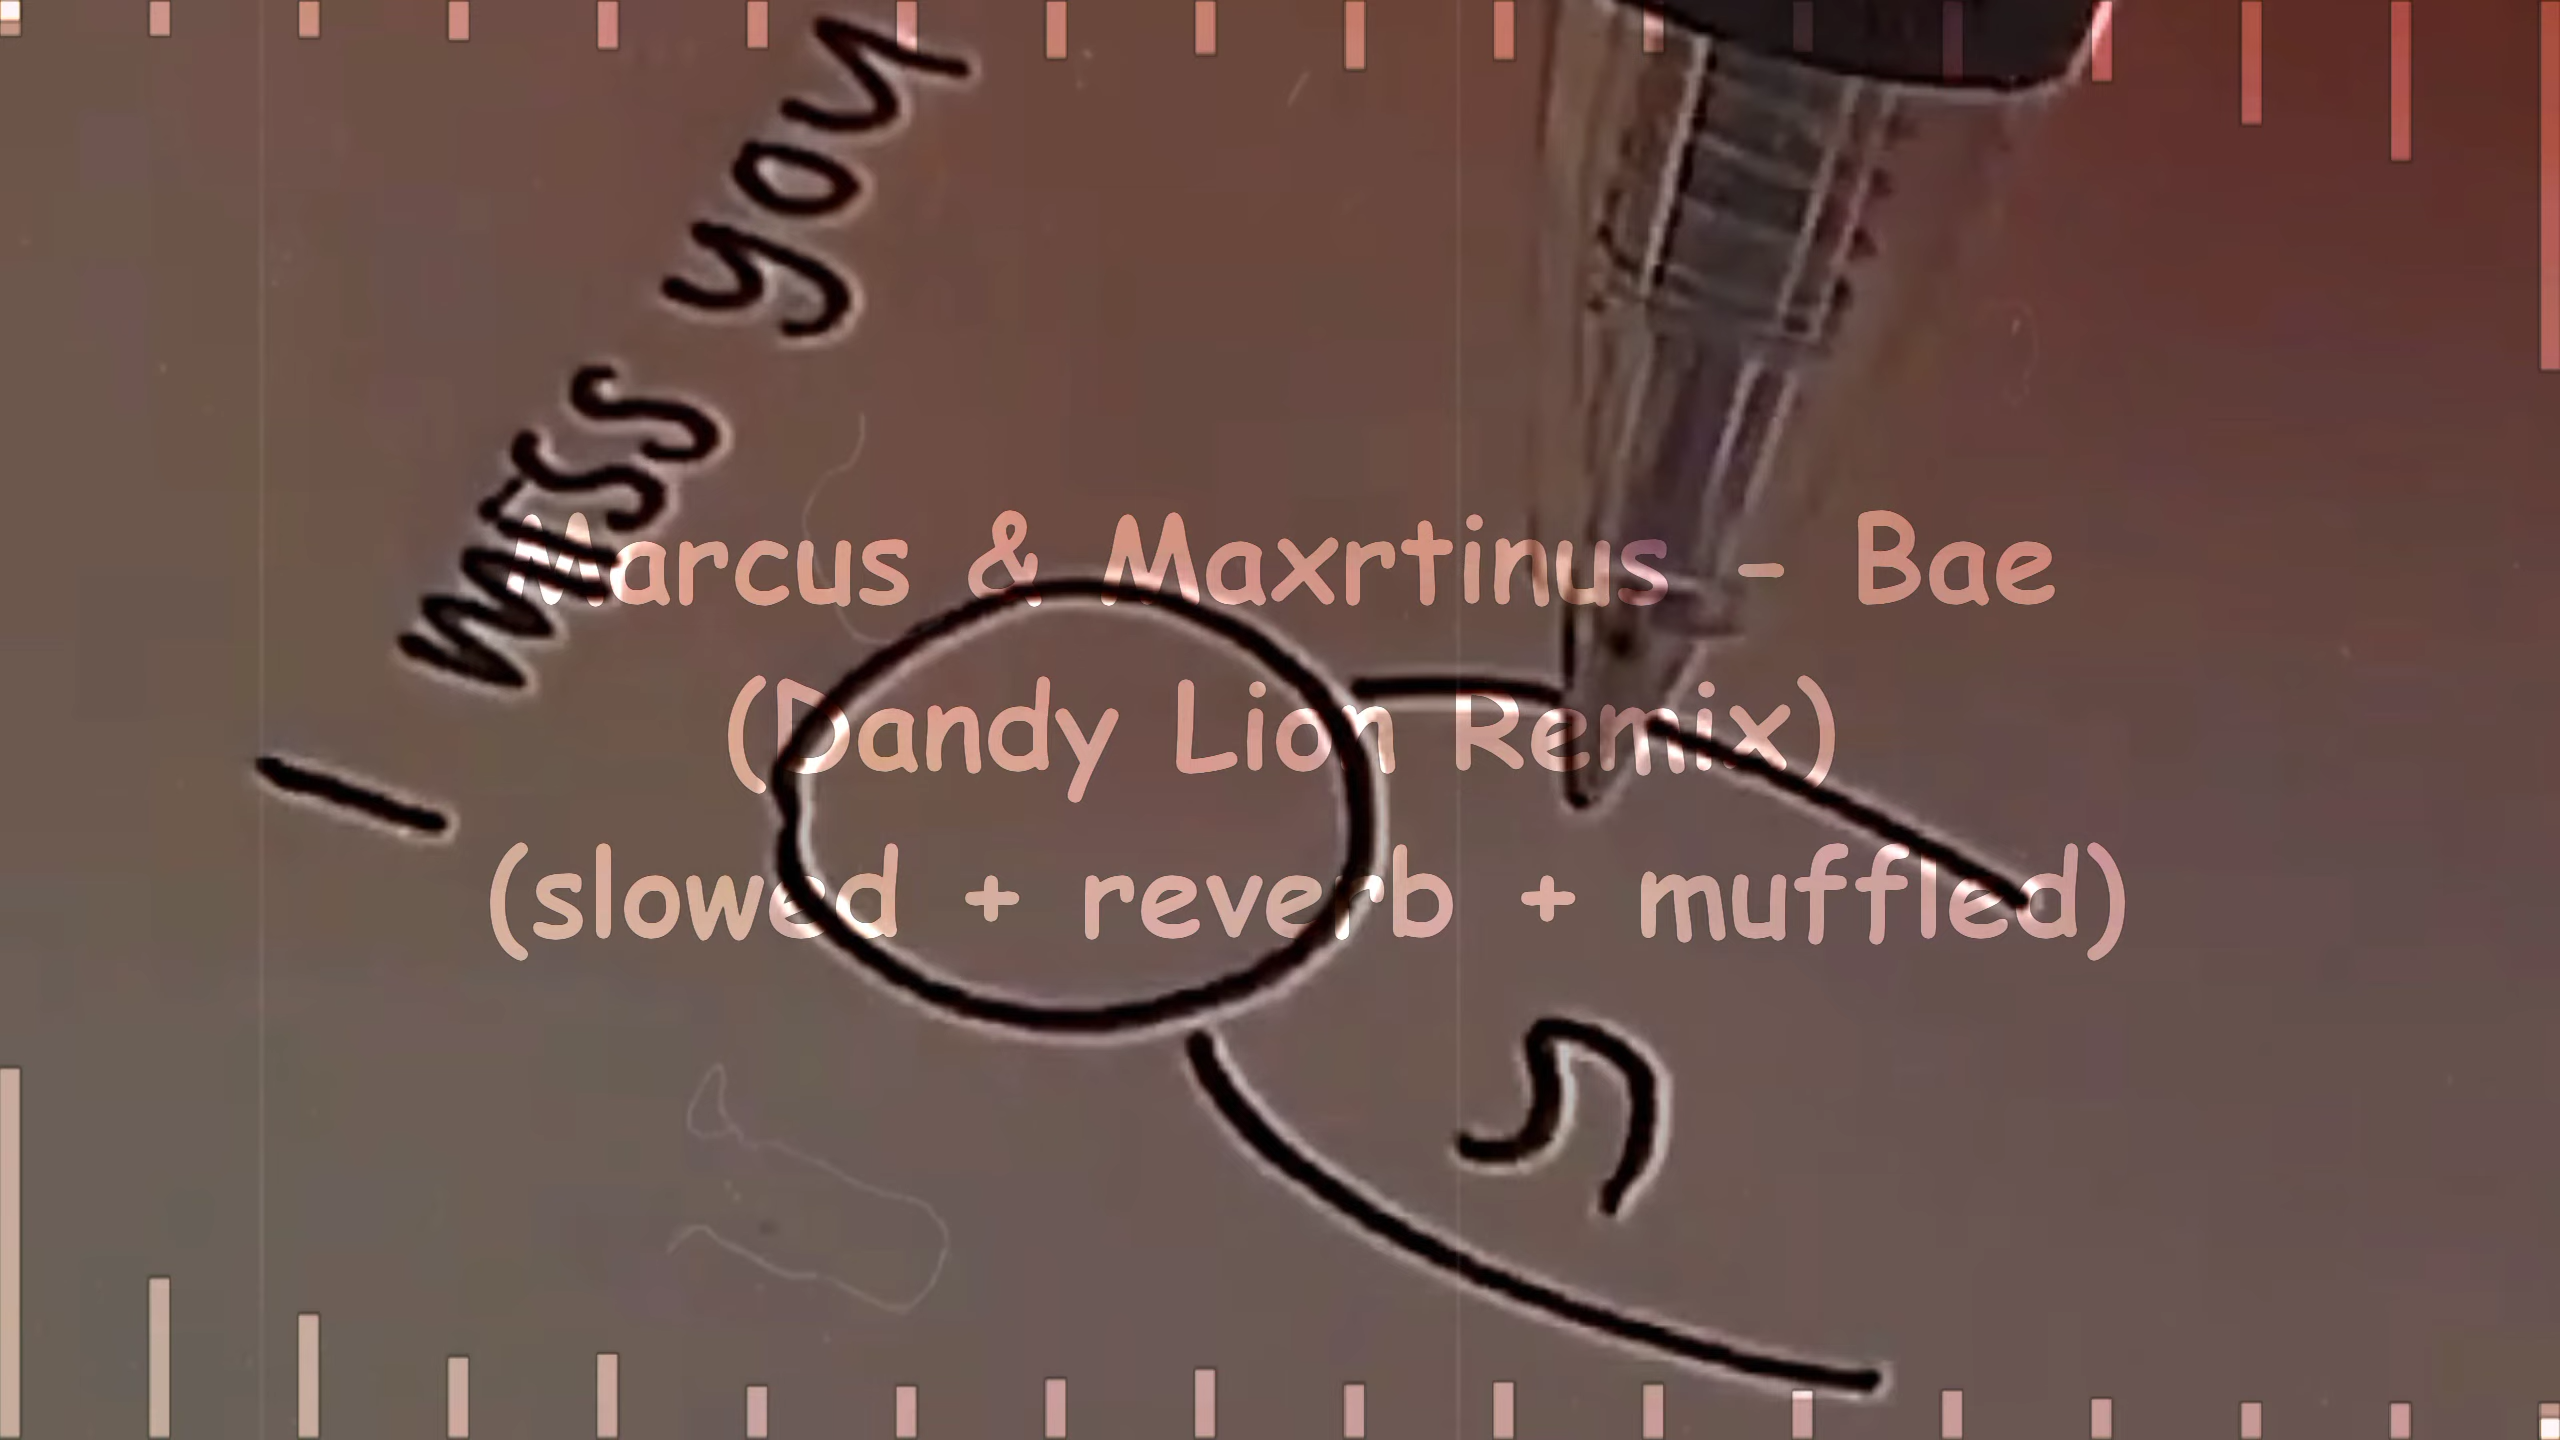 I miss you
Marcus & Maxrtinus - Bae
(Dandy Lion Remix)
(slowed + reverb + muffled)